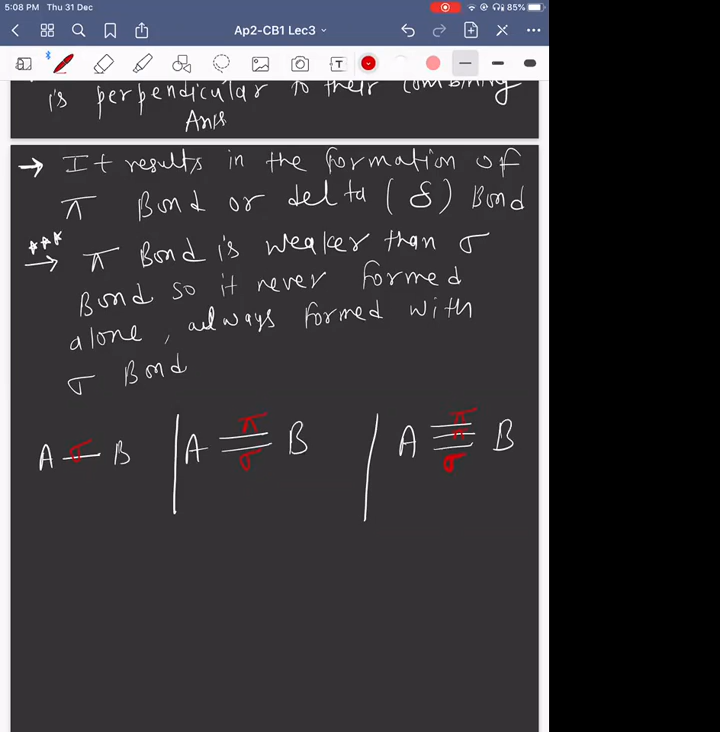 5:08 PM Thu 31 Dec
85%
Ap2-CB1 Lec3
T
is perpendicular to their combining
Axis
→ It results in the formation of
π Bond or delta (δ) Bond
*** → π Bond is weaker than σ
Bond so it never formed
alone, always formed with
σ Bond
A σ B
A π σ B
A π π σ B